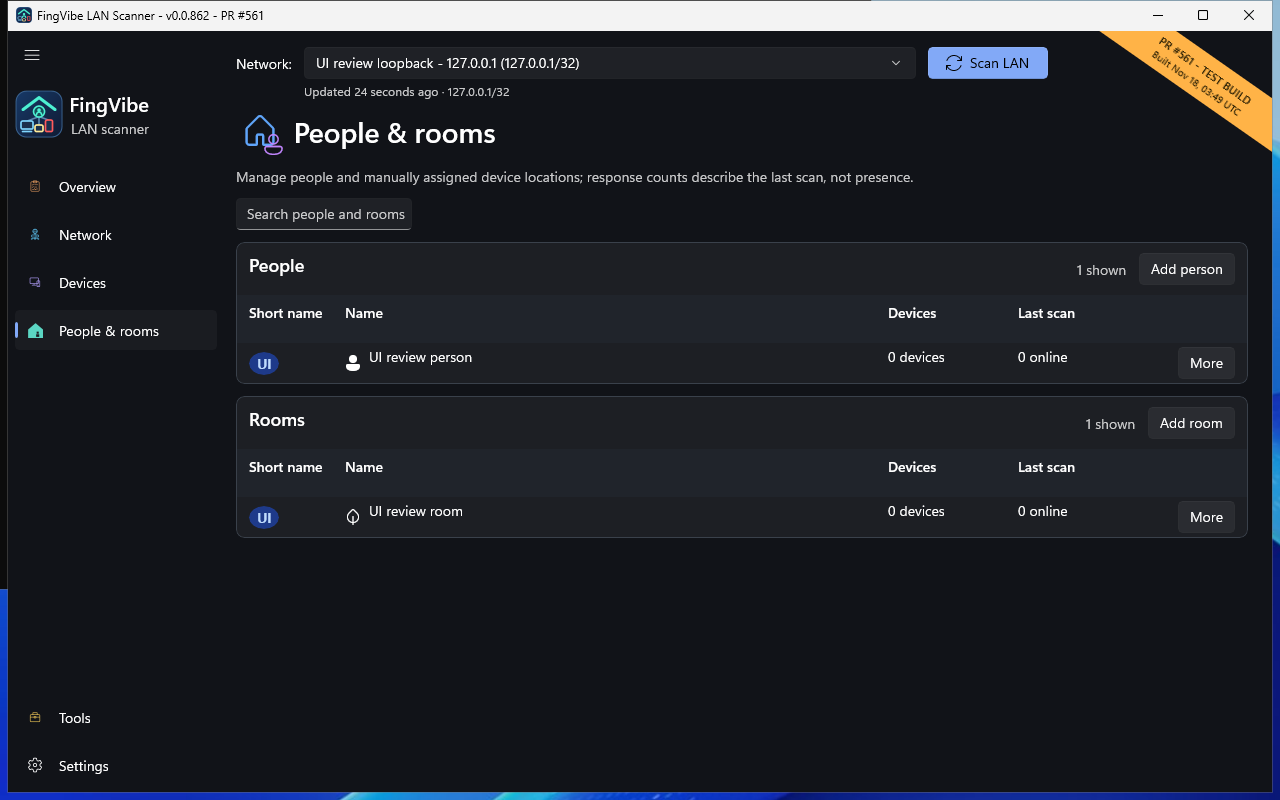 FingVibe LAN Scanner - v0.0.862 - PR #561
Network:
UI review loopback - 127.0.0.1 (127.0.0.1/32)
Scan LAN
Updated 24 seconds ago · 127.0.0.1/32
PR #561 - TEST BUILD
Built Nov 18, 03:49 UTC
FingVibe
LAN scanner
Overview
Network
Devices
People & rooms
Tools
Settings
People & rooms
Manage people and manually assigned device locations; response counts describe the last scan, not presence.
Search people and rooms
People
1 shown
Add person
Short name Name Devices Last scan
UI UI review person 0 devices 0 online More
Rooms
1 shown
Add room
Short name Name Devices Last scan
UI UI review room 0 devices 0 online More